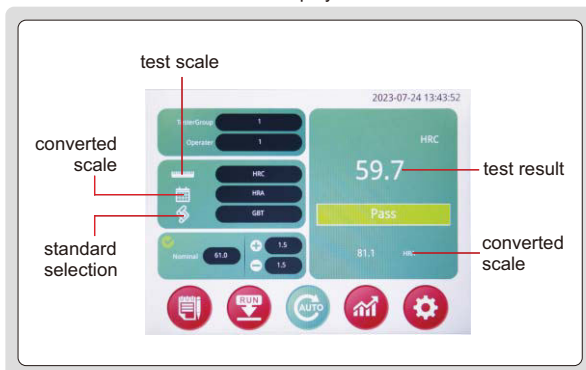 test scale
2023-07-24 13:43:52
TesterGroup 1
Operater 1
HRC
59.7
test result
Pass
converted scale
HRC
HRA
GBT
standard selection
Nominal 61.0
1.5
1.5
81.1
converted scale
RUN
AUTO